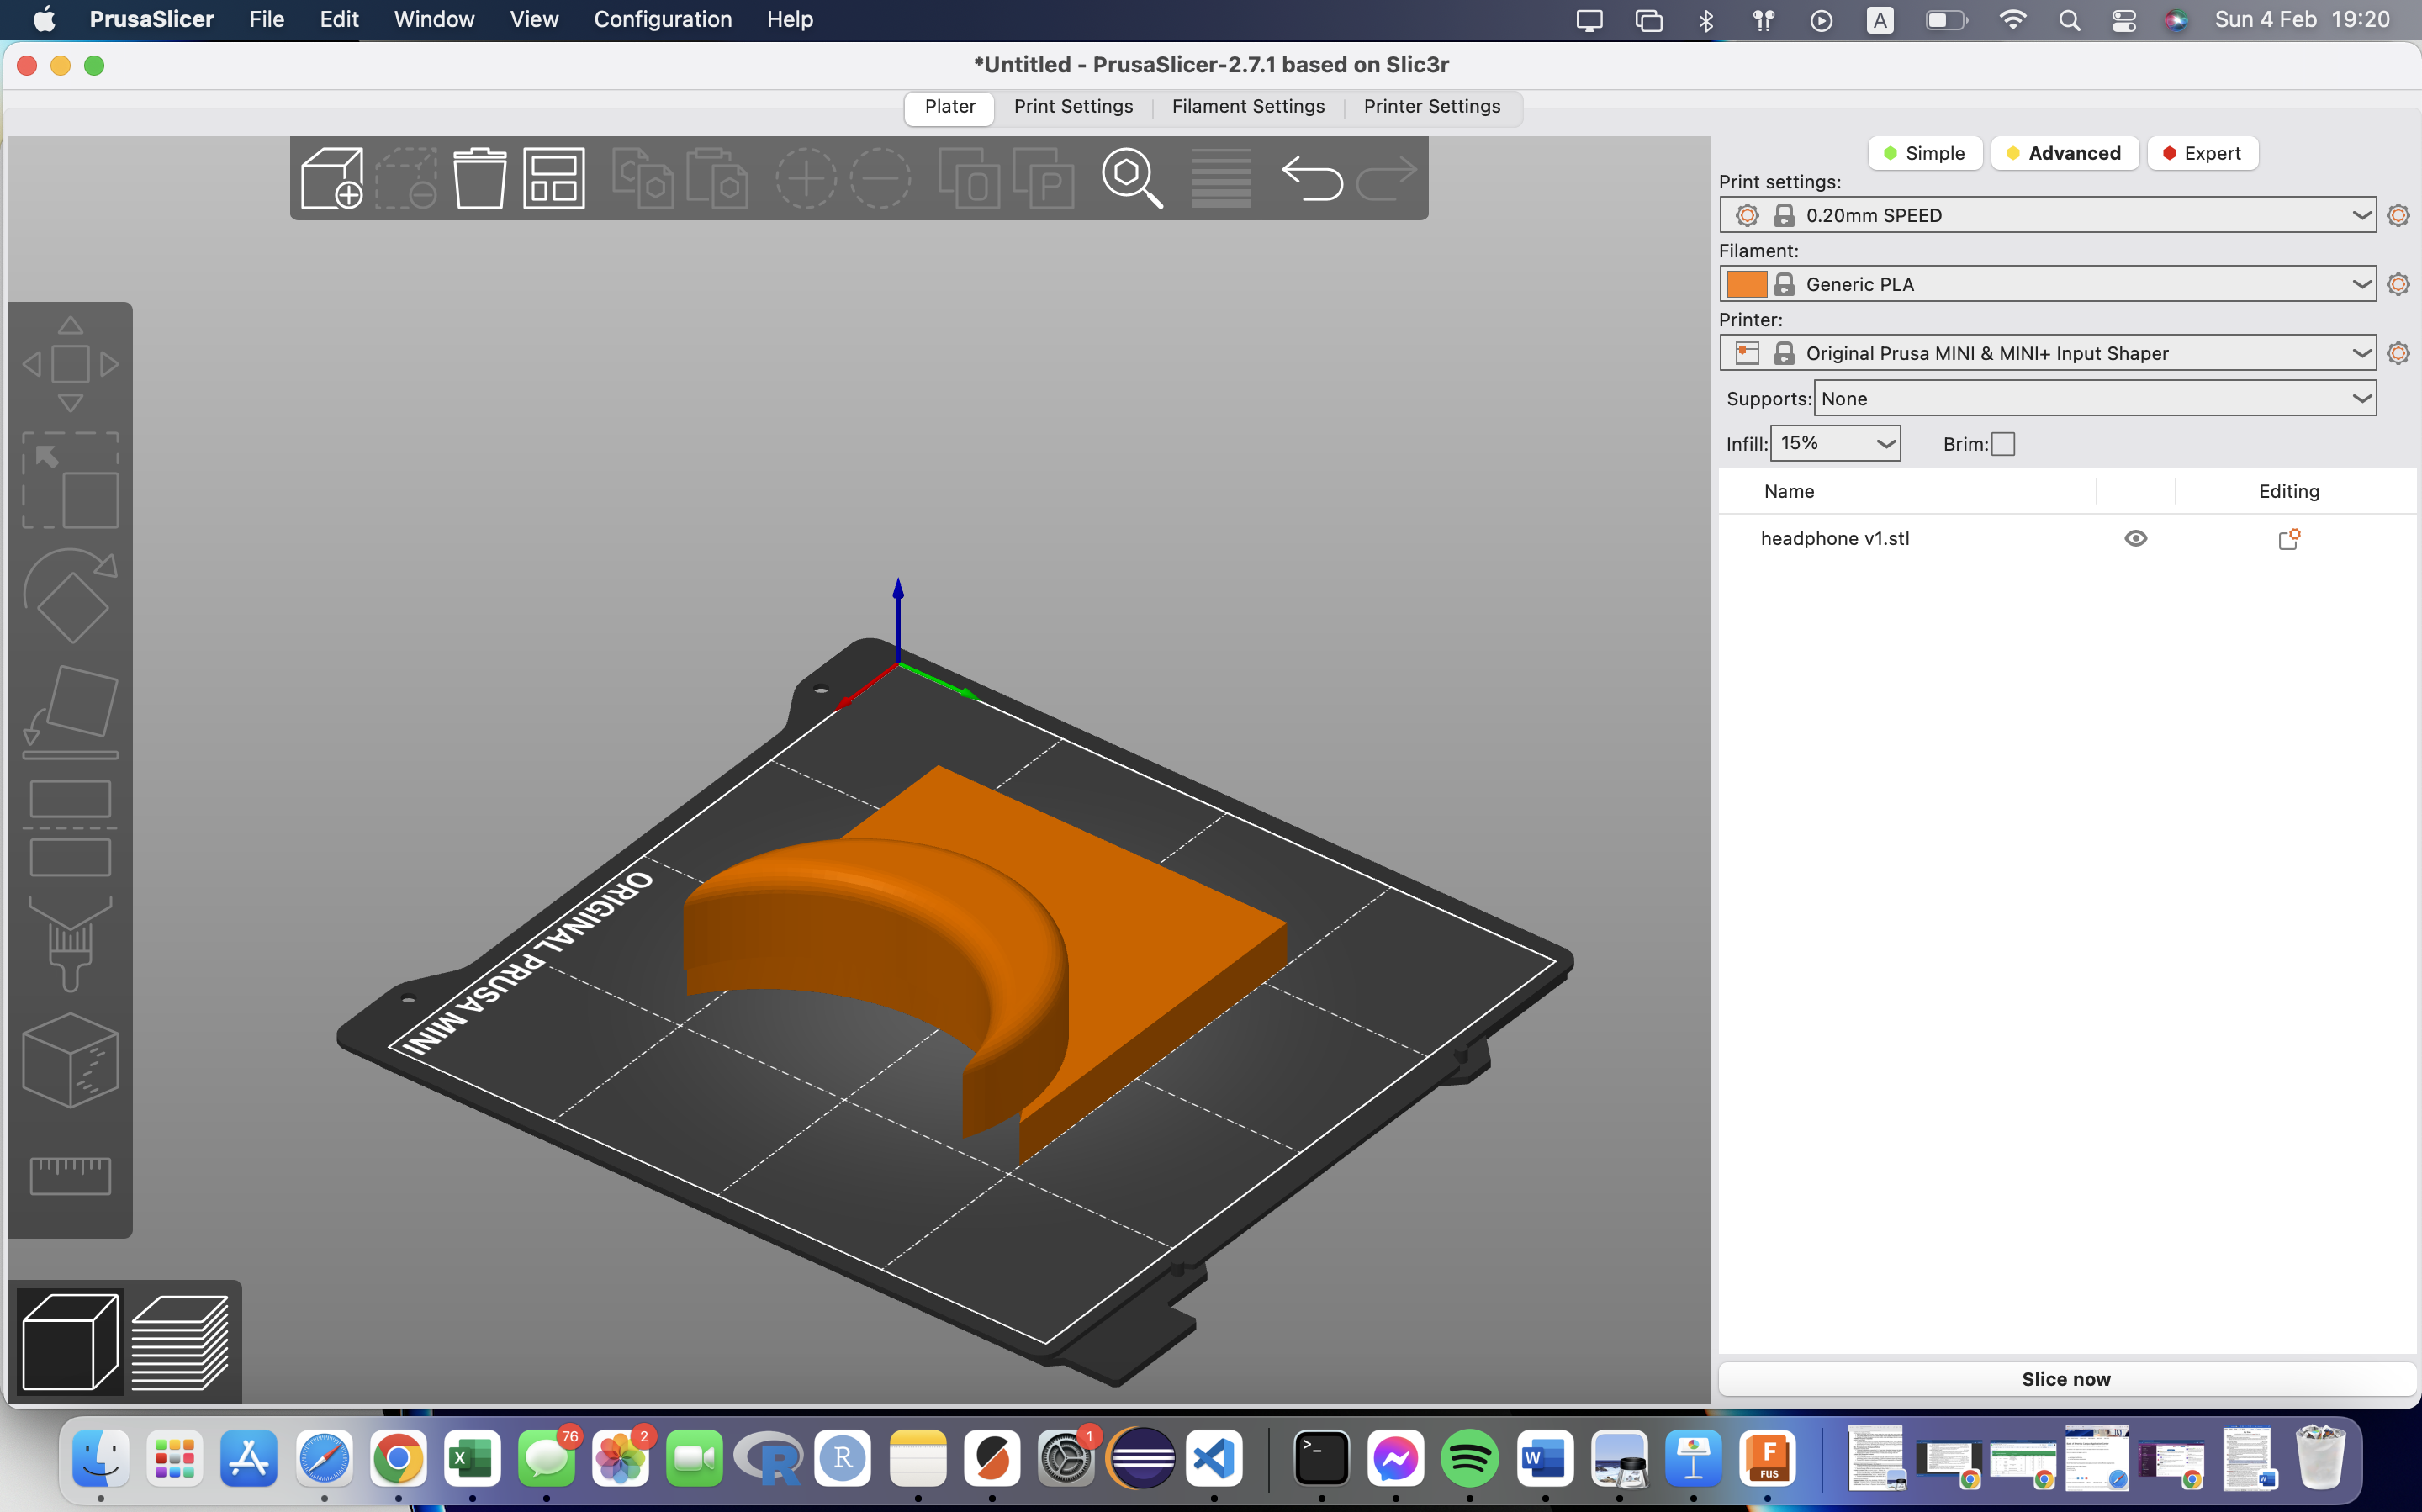 PrusaSlicer File Edit Window View Configuration Help A Sun 4 Feb 19:20
*Untitled - PrusaSlicer-2.7.1 based on Slic3r
Plater Print Settings Filament Settings Printer Settings
Simple Advanced Expert
Print settings:
0.20mm SPEED
Filament:
Generic PLA
Printer:
Original Prusa MINI & MINI+ Input Shaper
Supports: None
Infill: 15% Brim:
Name Editing
headphone v1.stl
ORIGINAL PRUSA MINI
Slice now
76 2 1
X R R >_ W F
FUS